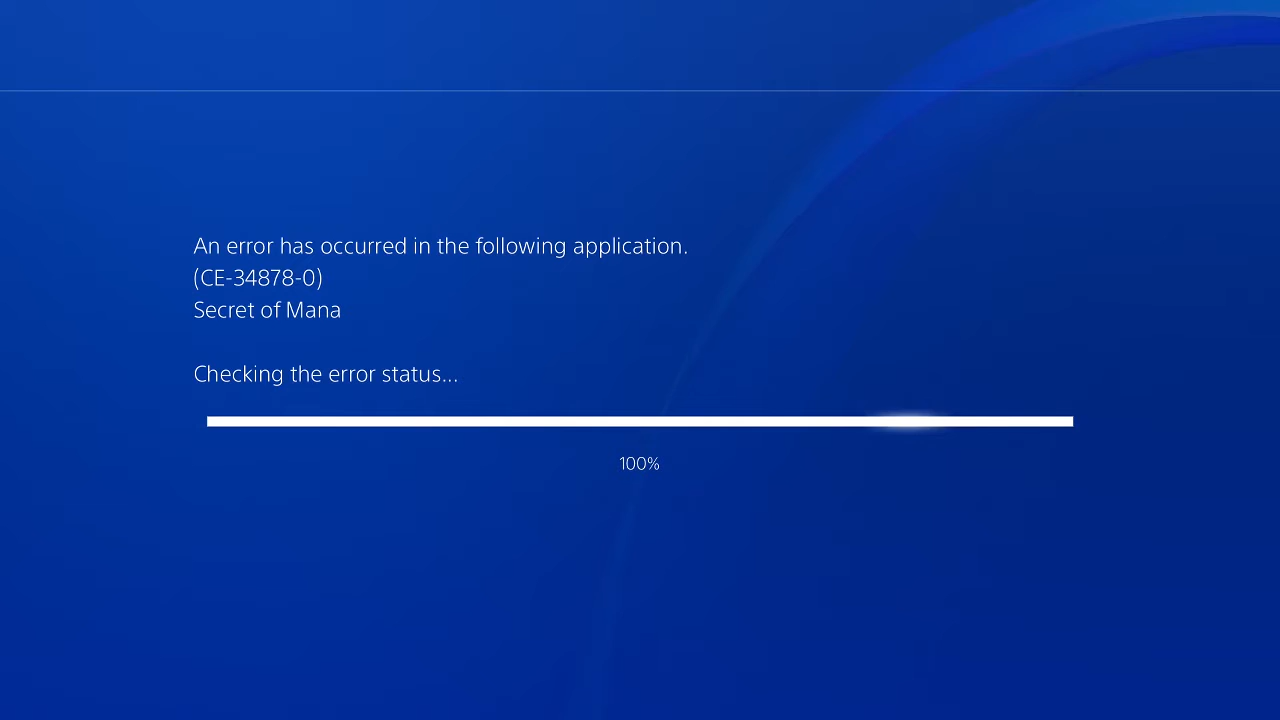 An error has occurred in the following application.
(CE-34878-0)
Secret of Mana
Checking the error status...
100%